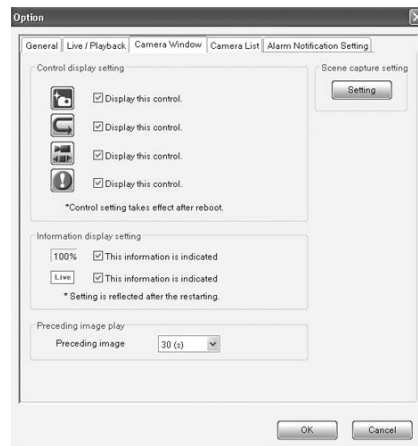 Option
General
Live / Playback
Camera Window
Camera List
Alarm Notification Setting
Control display setting
Display this control.
Display this control.
Display this control.
Display this control.
*Control setting takes effect after reboot.
Scene capture setting
Setting
Information display setting
100% This information is indicated
Live This information is indicated
* Setting is reflected after the restarting.
Preceding image play
Preceding image 30 (s)
OK
Cancel